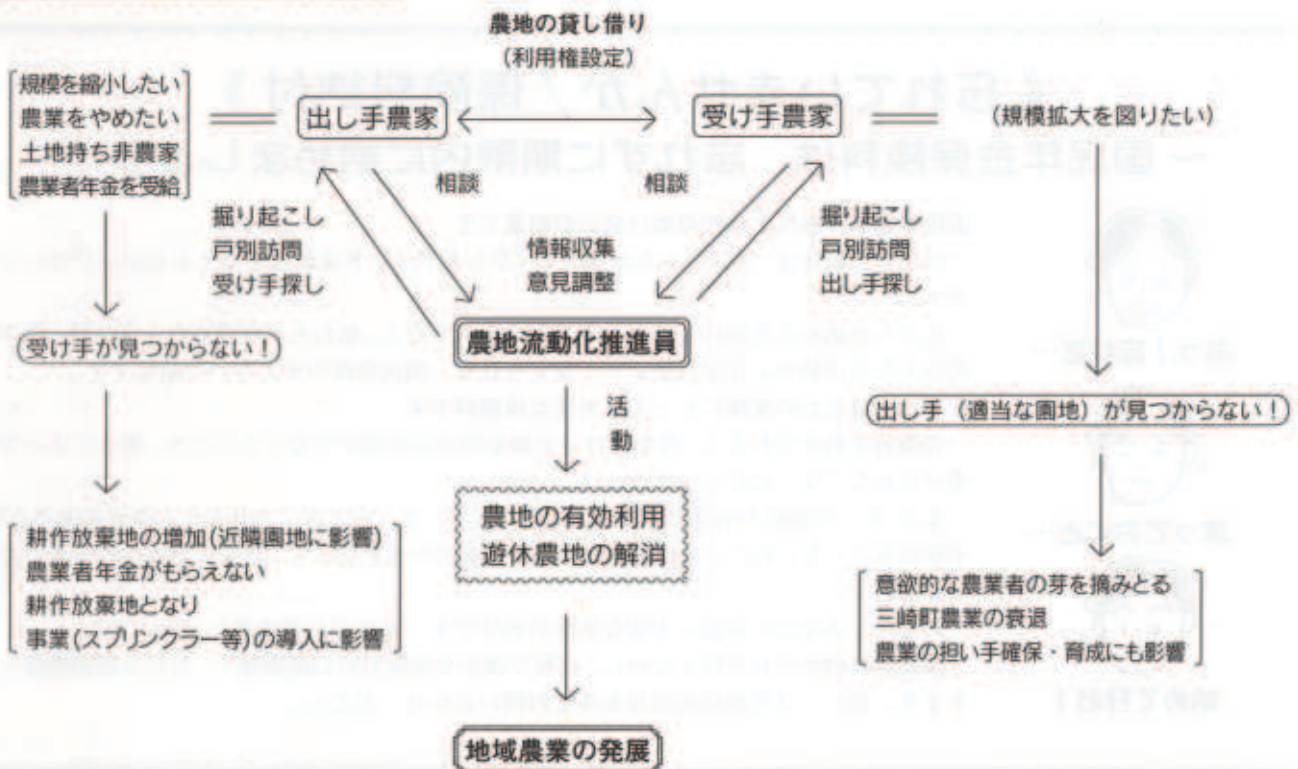 農地の貸し借り
(利用権設定)
規模を縮小したい
農業をやめたい
土地持ち非農家
農業者年金を受給
出し手農家
受け手農家
(規模拡大を図りたい)
相談
相談
掘り起こし
戸別訪問
受け手探し
情報収集
意見調整
掘り起こし
戸別訪問
出し手探し
受け手が見つからない!
農地流動化推進員
活
動
出し手(適当な園地)が見つからない!
農地の有効利用
遊休農地の解消
耕作放棄地の増加(近隣園地に影響)
農業者年金がもらえない
耕作放棄地となり
事業(スプリンクラー等)の導入に影響
意欲的な農業者の芽を摘みとる
三崎町農業の衰退
農業の担い手確保・育成にも影響
地域農業の発展